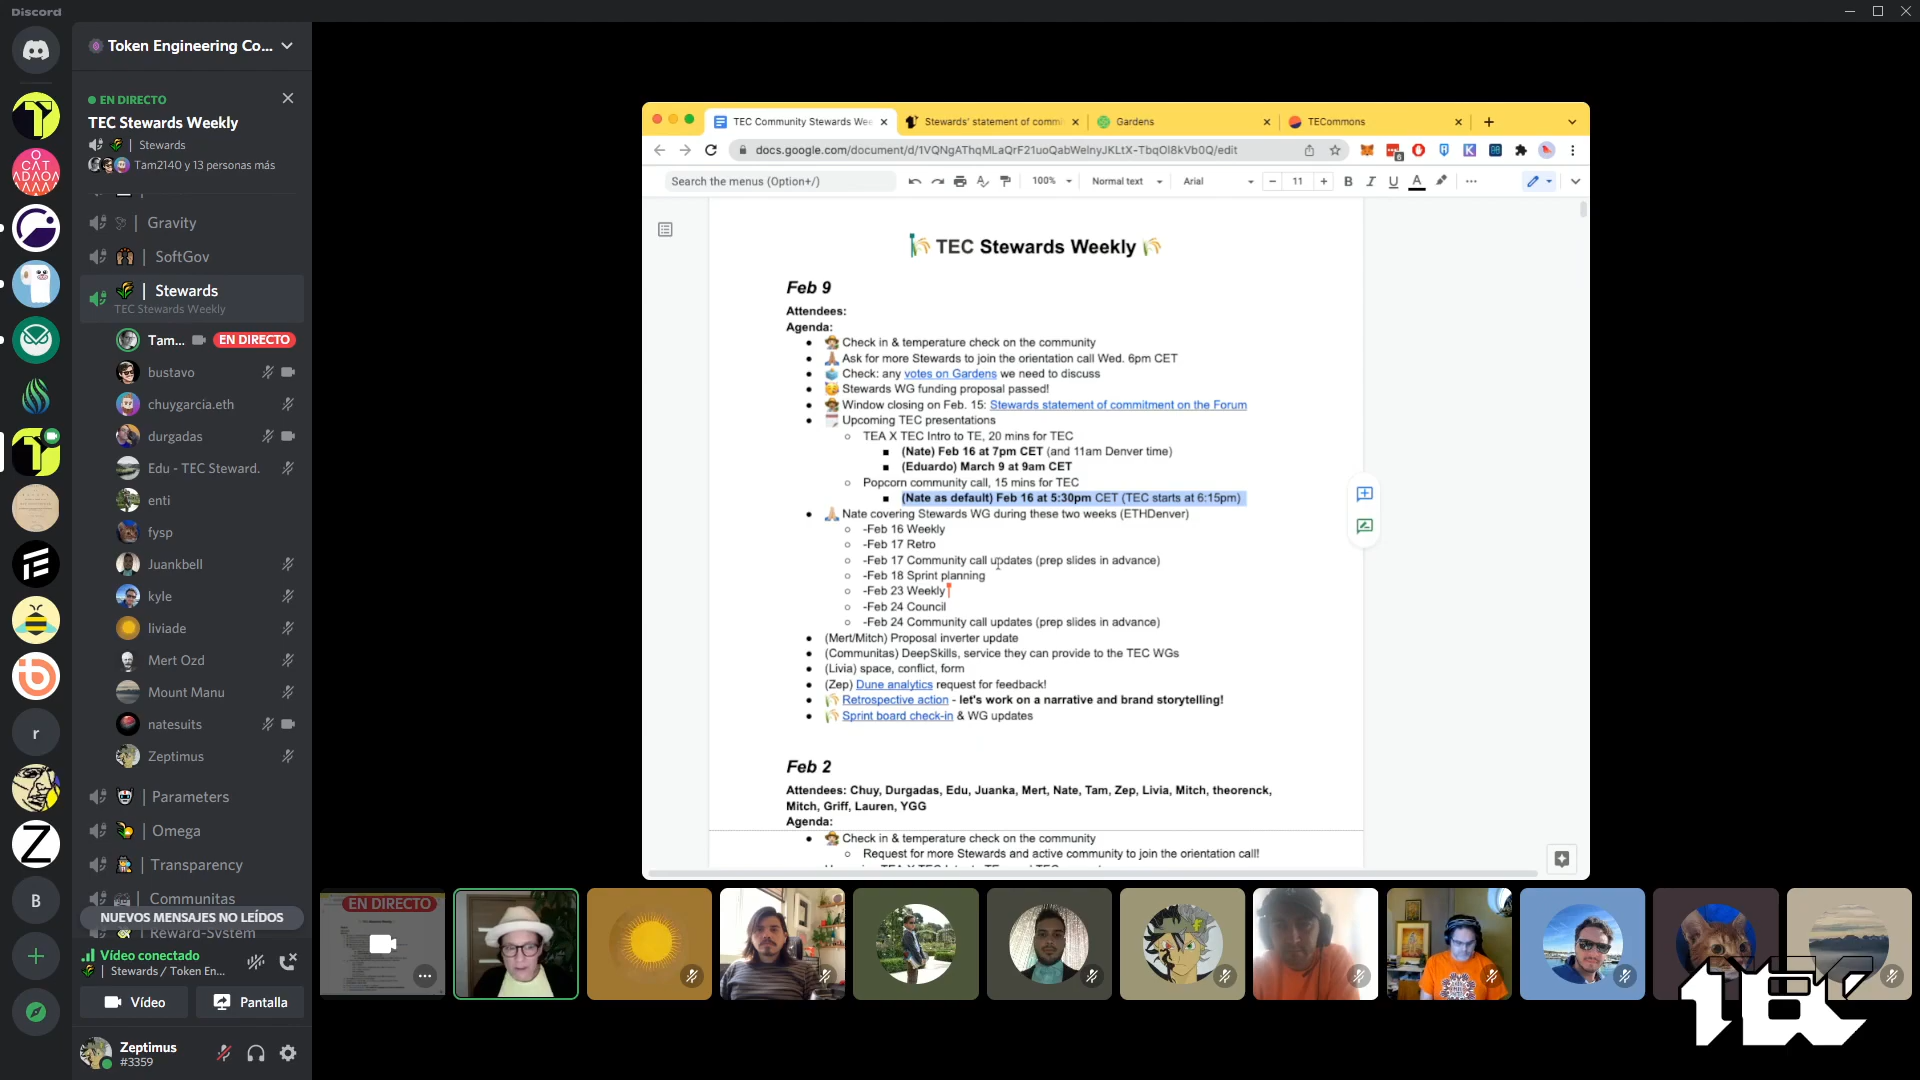 Discord
Token Engineering Co...
EN DIRECTO
TEC Stewards Weekly
| Stewards
Tam2140 y 13 personas más
| Gravity
| SoftGov
| Stewards
TEC Stewards Weekly
Tam... EN DIRECTO
bustavo
chuygarcia.eth
durgadas
Edu - TEC Steward.
enti
fysp
Juankbell
kyle
liviade
Mert Ozd
Mount Manu
natesuits
Zeptimus
| Parameters
| Omega
| Transparency
| Communitas
NUEVOS MENSAJES NO LEÍDOS
| Reward-System
Vídeo conectado
| Stewards / Token En...
Vídeo
Pantalla
Zeptimus
#3359
r
B
TEC Community Stewards Wee
Stewards' statement of comm
Gardens
TECommons
docs.google.com/document/d/1VQNgAThqMLaQrF21uoQabWelnyJKLtX-TbqOl8kVb0Q/edit
Search the menus (Option+/)
100%
Normal text
Arial
11
B I U A
TEC Stewards Weekly
Feb 9
Attendees:
Agenda:
Check in & temperature check on the community
Ask for more Stewards to join the orientation call Wed. 6pm CET
Check: any votes on Gardens we need to discuss
Stewards WG funding proposal passed!
Window closing on Feb. 15: Stewards statement of commitment on the Forum
Upcoming TEC presentations
TEA X TEC Intro to TE, 20 mins for TEC
(Nate) Feb 16 at 7pm CET (and 11am Denver time)
(Eduardo) March 9 at 9am CET
Popcorn community call, 15 mins for TEC
(Nate as default) Feb 16 at 5:30pm CET (TEC starts at 6:15pm)
Nate covering Stewards WG during these two weeks (ETHDenver)
-Feb 16 Weekly
-Feb 17 Retro
-Feb 17 Community call updates (prep slides in advance)
-Feb 18 Sprint planning
-Feb 23 Weekly
-Feb 24 Council
-Feb 24 Community call updates (prep slides in advance)
(Mert/Mitch) Proposal inverter update
(Communitas) DeepSkills, service they can provide to the TEC WGs
(Livia) space, conflict, form
(Zep) Dune analytics request for feedback!
Retrospective action - let's work on a narrative and brand storytelling!
Sprint board check-in & WG updates
Feb 2
Attendees: Chuy, Durgadas, Edu, Juanka, Mert, Nate, Tam, Zep, Livia, Mitch, theorenck,
Mitch, Griff, Lauren, YGG
Agenda:
Check in & temperature check on the community
Request for more Stewards and active community to join the orientation call!
EN DIRECTO
TEC